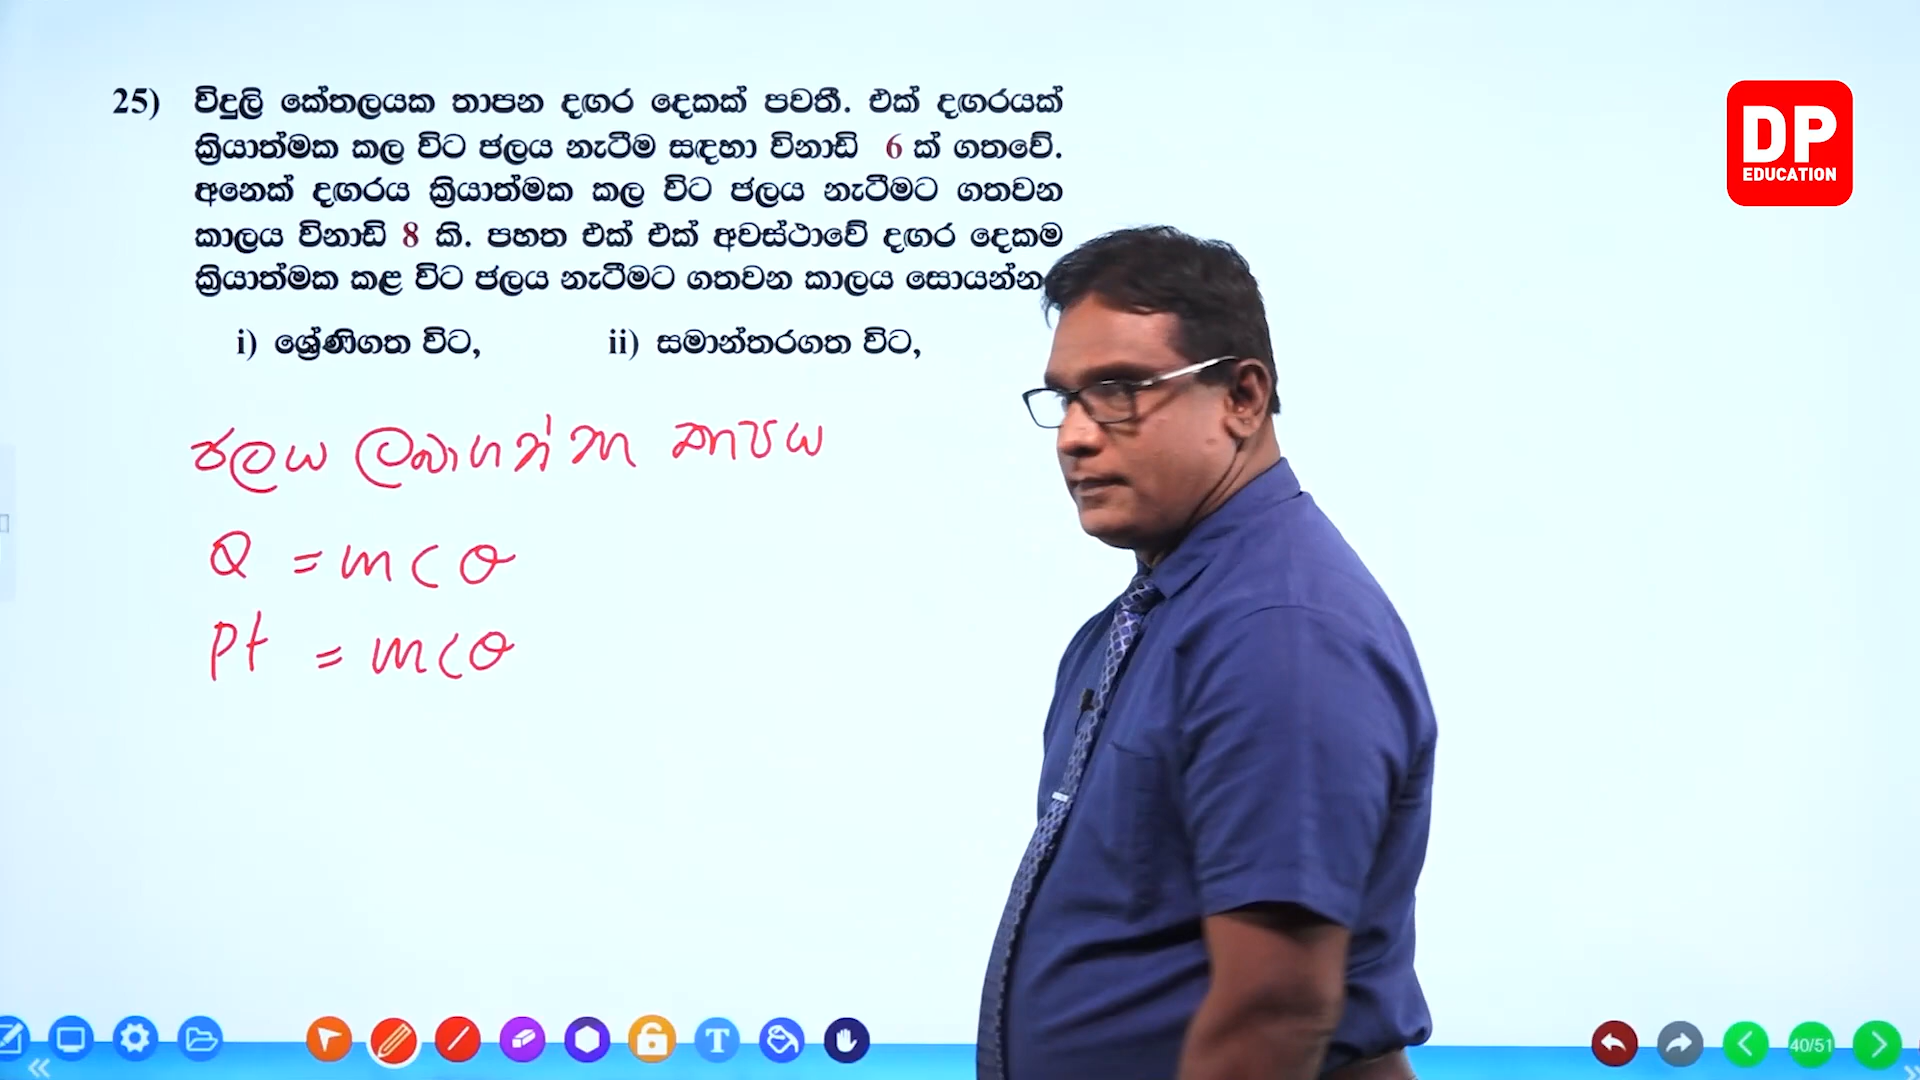 25) විදුලි කේතලයක තාපන දඟර දෙකක් පවතී. එක් දඟරයක්
ක්‍රියාත්මක කල විට ජලය නැටීම සඳහා විනාඩි 6 ක් ගතවේ.
අනෙක් දඟරය ක්‍රියාත්මක කල විට ජලය නැටීමට ගතවන
කාලය විනාඩි 8 කි. පහත එක් එක් අවස්ථාවේ දඟර දෙකම
ක්‍රියාත්මක කළ විට ජලය නැටීමට ගතවන කාලය සොයන්න
i) ශ්‍රේණිගත විට, ii) සමාන්තරගත විට,
ජලය ලබාගත් තාපය
Q = mcθ
Pt = mcθ
DP
EDUCATION
T
40/51